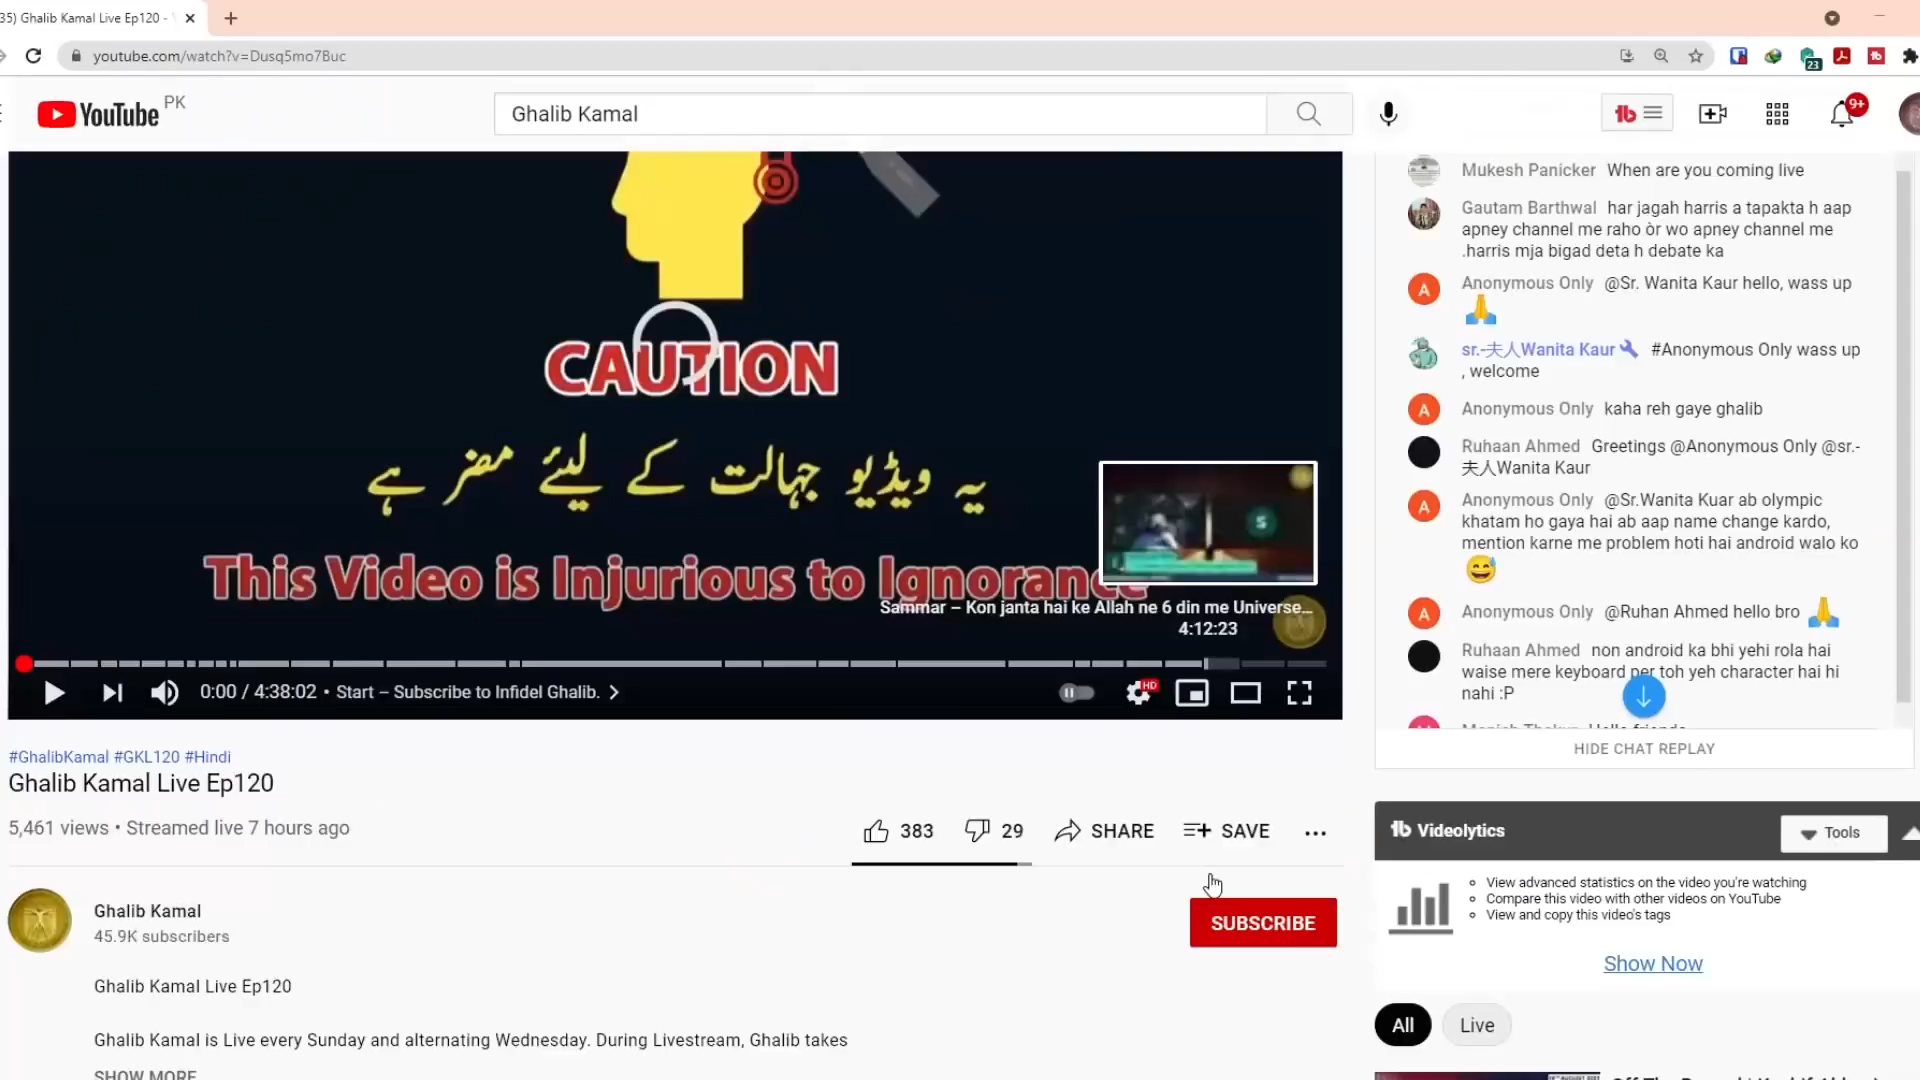 35) Ghalib Kamal Live Ep120 -
youtube.com/watch?v=Dusq5mo7Buc
23
YouTube PK
Ghalib Kamal
9+
CAUTION
یہ ویڈیو جہالت کے لیئے مضر ہے
This Video is Injurious to Ignorance
S
Sammar – Kon janta hai ke Allah ne 6 din me Universe...
4:12:23
0:00 / 4:38:02 • Start – Subscribe to Infidel Ghalib.
HD
Mukesh Panicker When are you coming live
Gautam Barthwal har jagah harris a tapakta h aap
apney channel me raho òr wo apney channel me
.harris mja bigad deta h debate ka
A Anonymous Only @Sr. Wanita Kaur hello, wass up
🙏
sr.-夫人Wanita Kaur #Anonymous Only wass up
, welcome
A Anonymous Only kaha reh gaye ghalib
Ruhaan Ahmed Greetings @Anonymous Only @sr.-
夫人Wanita Kaur
A Anonymous Only @Sr.Wanita Kuar ab olympic
khatam ho gaya hai ab aap name change kardo,
mention karne me problem hoti hai android walo ko
😅
A Anonymous Only @Ruhan Ahmed hello bro 🙏
Ruhaan Ahmed non android ka bhi yehi rola hai
waise mere keyboard per toh yeh character hai hi
nahi :P
HIDE CHAT REPLAY
#GhalibKamal #GKL120 #Hindi
Ghalib Kamal Live Ep120
5,461 views • Streamed live 7 hours ago
383 29 SHARE SAVE
Ghalib Kamal
45.9K subscribers
SUBSCRIBE
Ghalib Kamal Live Ep120
Ghalib Kamal is Live every Sunday and alternating Wednesday. During Livestream, Ghalib takes
SHOW MORE
Videolytics
Tools
View advanced statistics on the video you're watching
Compare this video with other videos on YouTube
View and copy this video's tags
Show Now
All Live